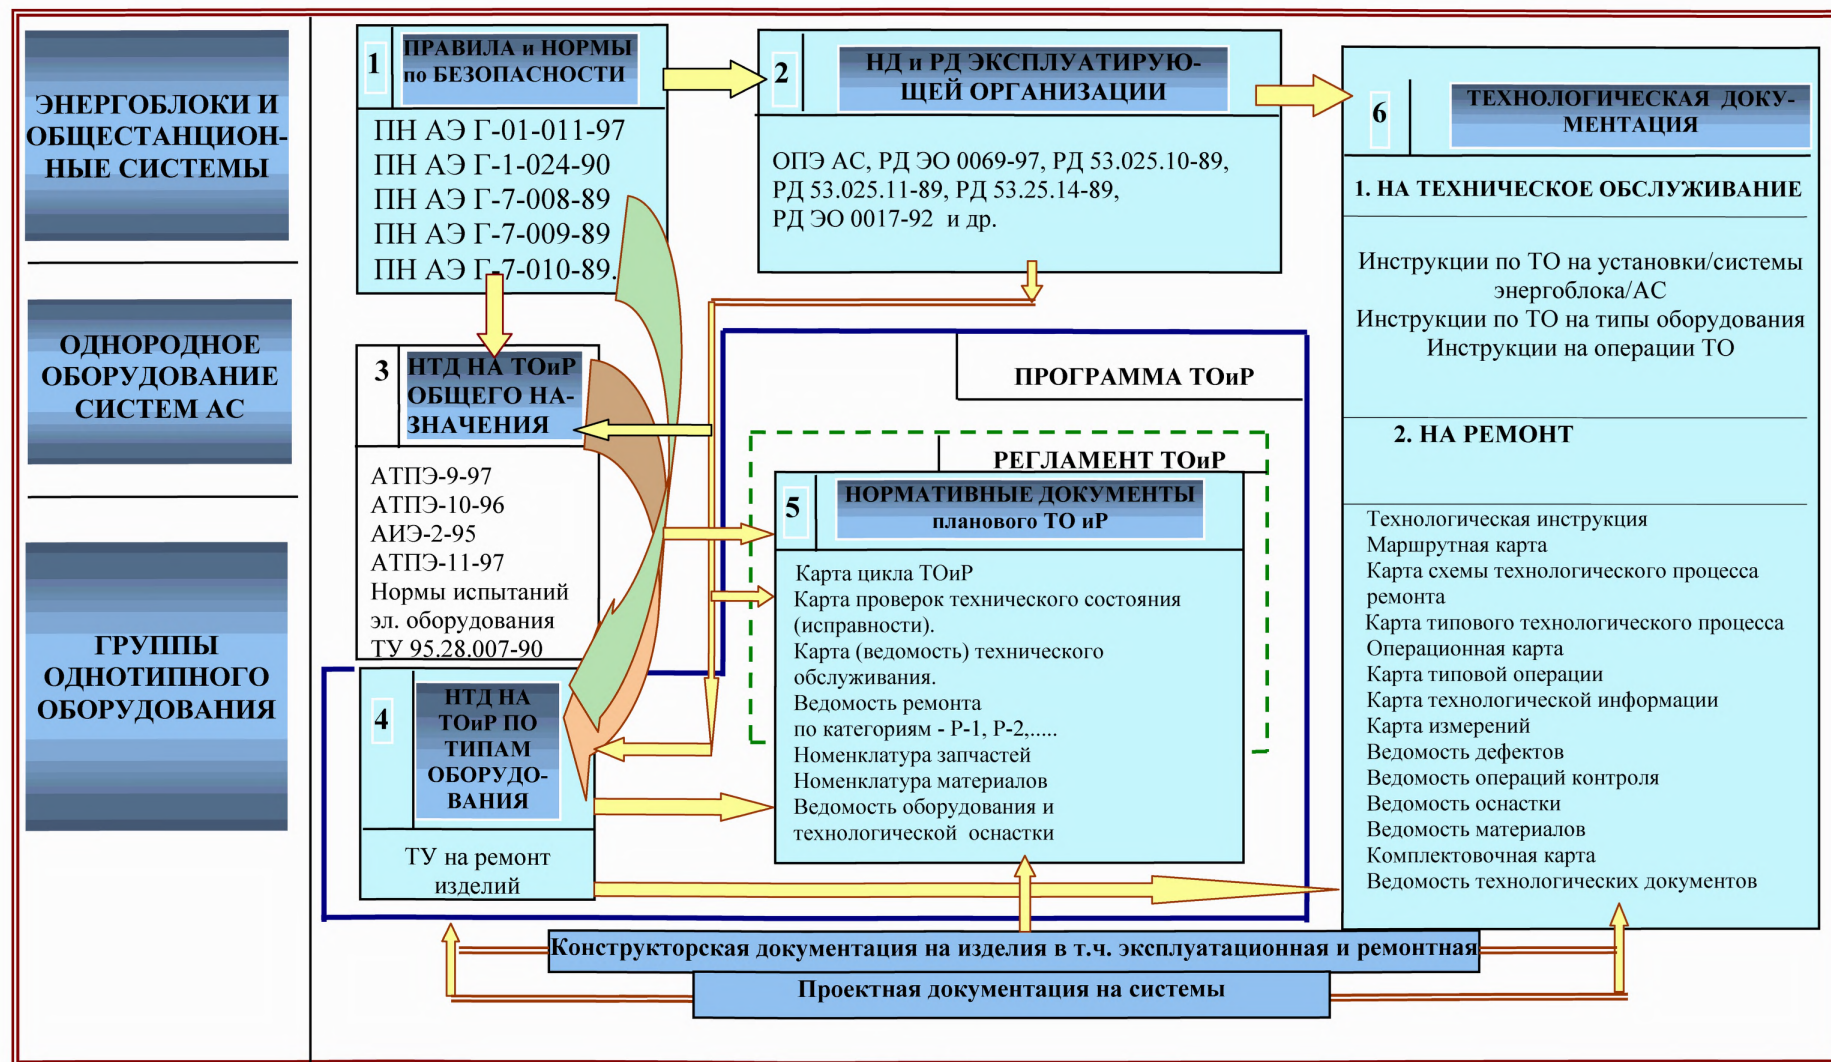 ЭНЕРГОБЛОКИ И
ОБЩЕСТАНЦИОН-
НЫЕ СИСТЕМЫ
ОДНОРОДНОЕ
ОБОРУДОВАНИЕ
СИСТЕМ АС
ГРУППЫ
ОДНОТИПНОГО
ОБОРУДОВАНИЯ
1
ПРАВИЛА и НОРМЫ
по БЕЗОПАСНОСТИ
ПН АЭ Г-01-011-97
ПН АЭ Г-1-024-90
ПН АЭ Г-7-008-89
ПН АЭ Г-7-009-89
ПН АЭ Г-7-010-89.
2
НД и РД ЭКСПЛУАТИРУЮ-
ЩЕЙ ОРГАНИЗАЦИИ
ОПЭ АС, РД ЭО 0069-97, РД 53.025.10-89,
РД 53.025.11-89, РД 53.25.14-89,
РД ЭО 0017-92 и др.
3
НТД НА ТОиР
ОБЩЕГО НА-
ЗНАЧЕНИЯ
АТПЭ-9-97
АТПЭ-10-96
АИЭ-2-95
АТПЭ-11-97
Нормы испытаний
эл. оборудования
ТУ 95.28.007-90
4
НТД НА
ТОиР ПО
ТИПАМ
ОБОРУДО-
ВАНИЯ
ТУ на ремонт
изделий
ПРОГРАММА ТОиР
РЕГЛАМЕНТ ТОиР
5
НОРМАТИВНЫЕ ДОКУМЕНТЫ
планового ТО иР
Карта цикла ТОиР
Карта проверок технического состояния
(исправности).
Карта (ведомость) технического
обслуживания.
Ведомость ремонта
по категориям - Р-1, Р-2,.....
Номенклатура запчастей
Номенклатура материалов
Ведомость оборудования и
технологической оснастки
6
ТЕХНОЛОГИЧЕСКАЯ ДОКУ-
МЕНТАЦИЯ
1. НА ТЕХНИЧЕСКОЕ ОБСЛУЖИВАНИЕ
Инструкции по ТО на установки/системы
энергоблока/АС
Инструкции по ТО на типы оборудования
Инструкции на операции ТО
2. НА РЕМОНТ
Технологическая инструкция
Маршрутная карта
Карта схемы технологического процесса
ремонта
Карта типового технологического процесса
Операционная карта
Карта типовой операции
Карта технологической информации
Карта измерений
Ведомость дефектов
Ведомость операций контроля
Ведомость оснастки
Ведомость материалов
Комплектовочная карта
Ведомость технологических документов
Конструкторская документация на изделия в т.ч. эксплуатационная и ремонтная
Проектная документация на системы